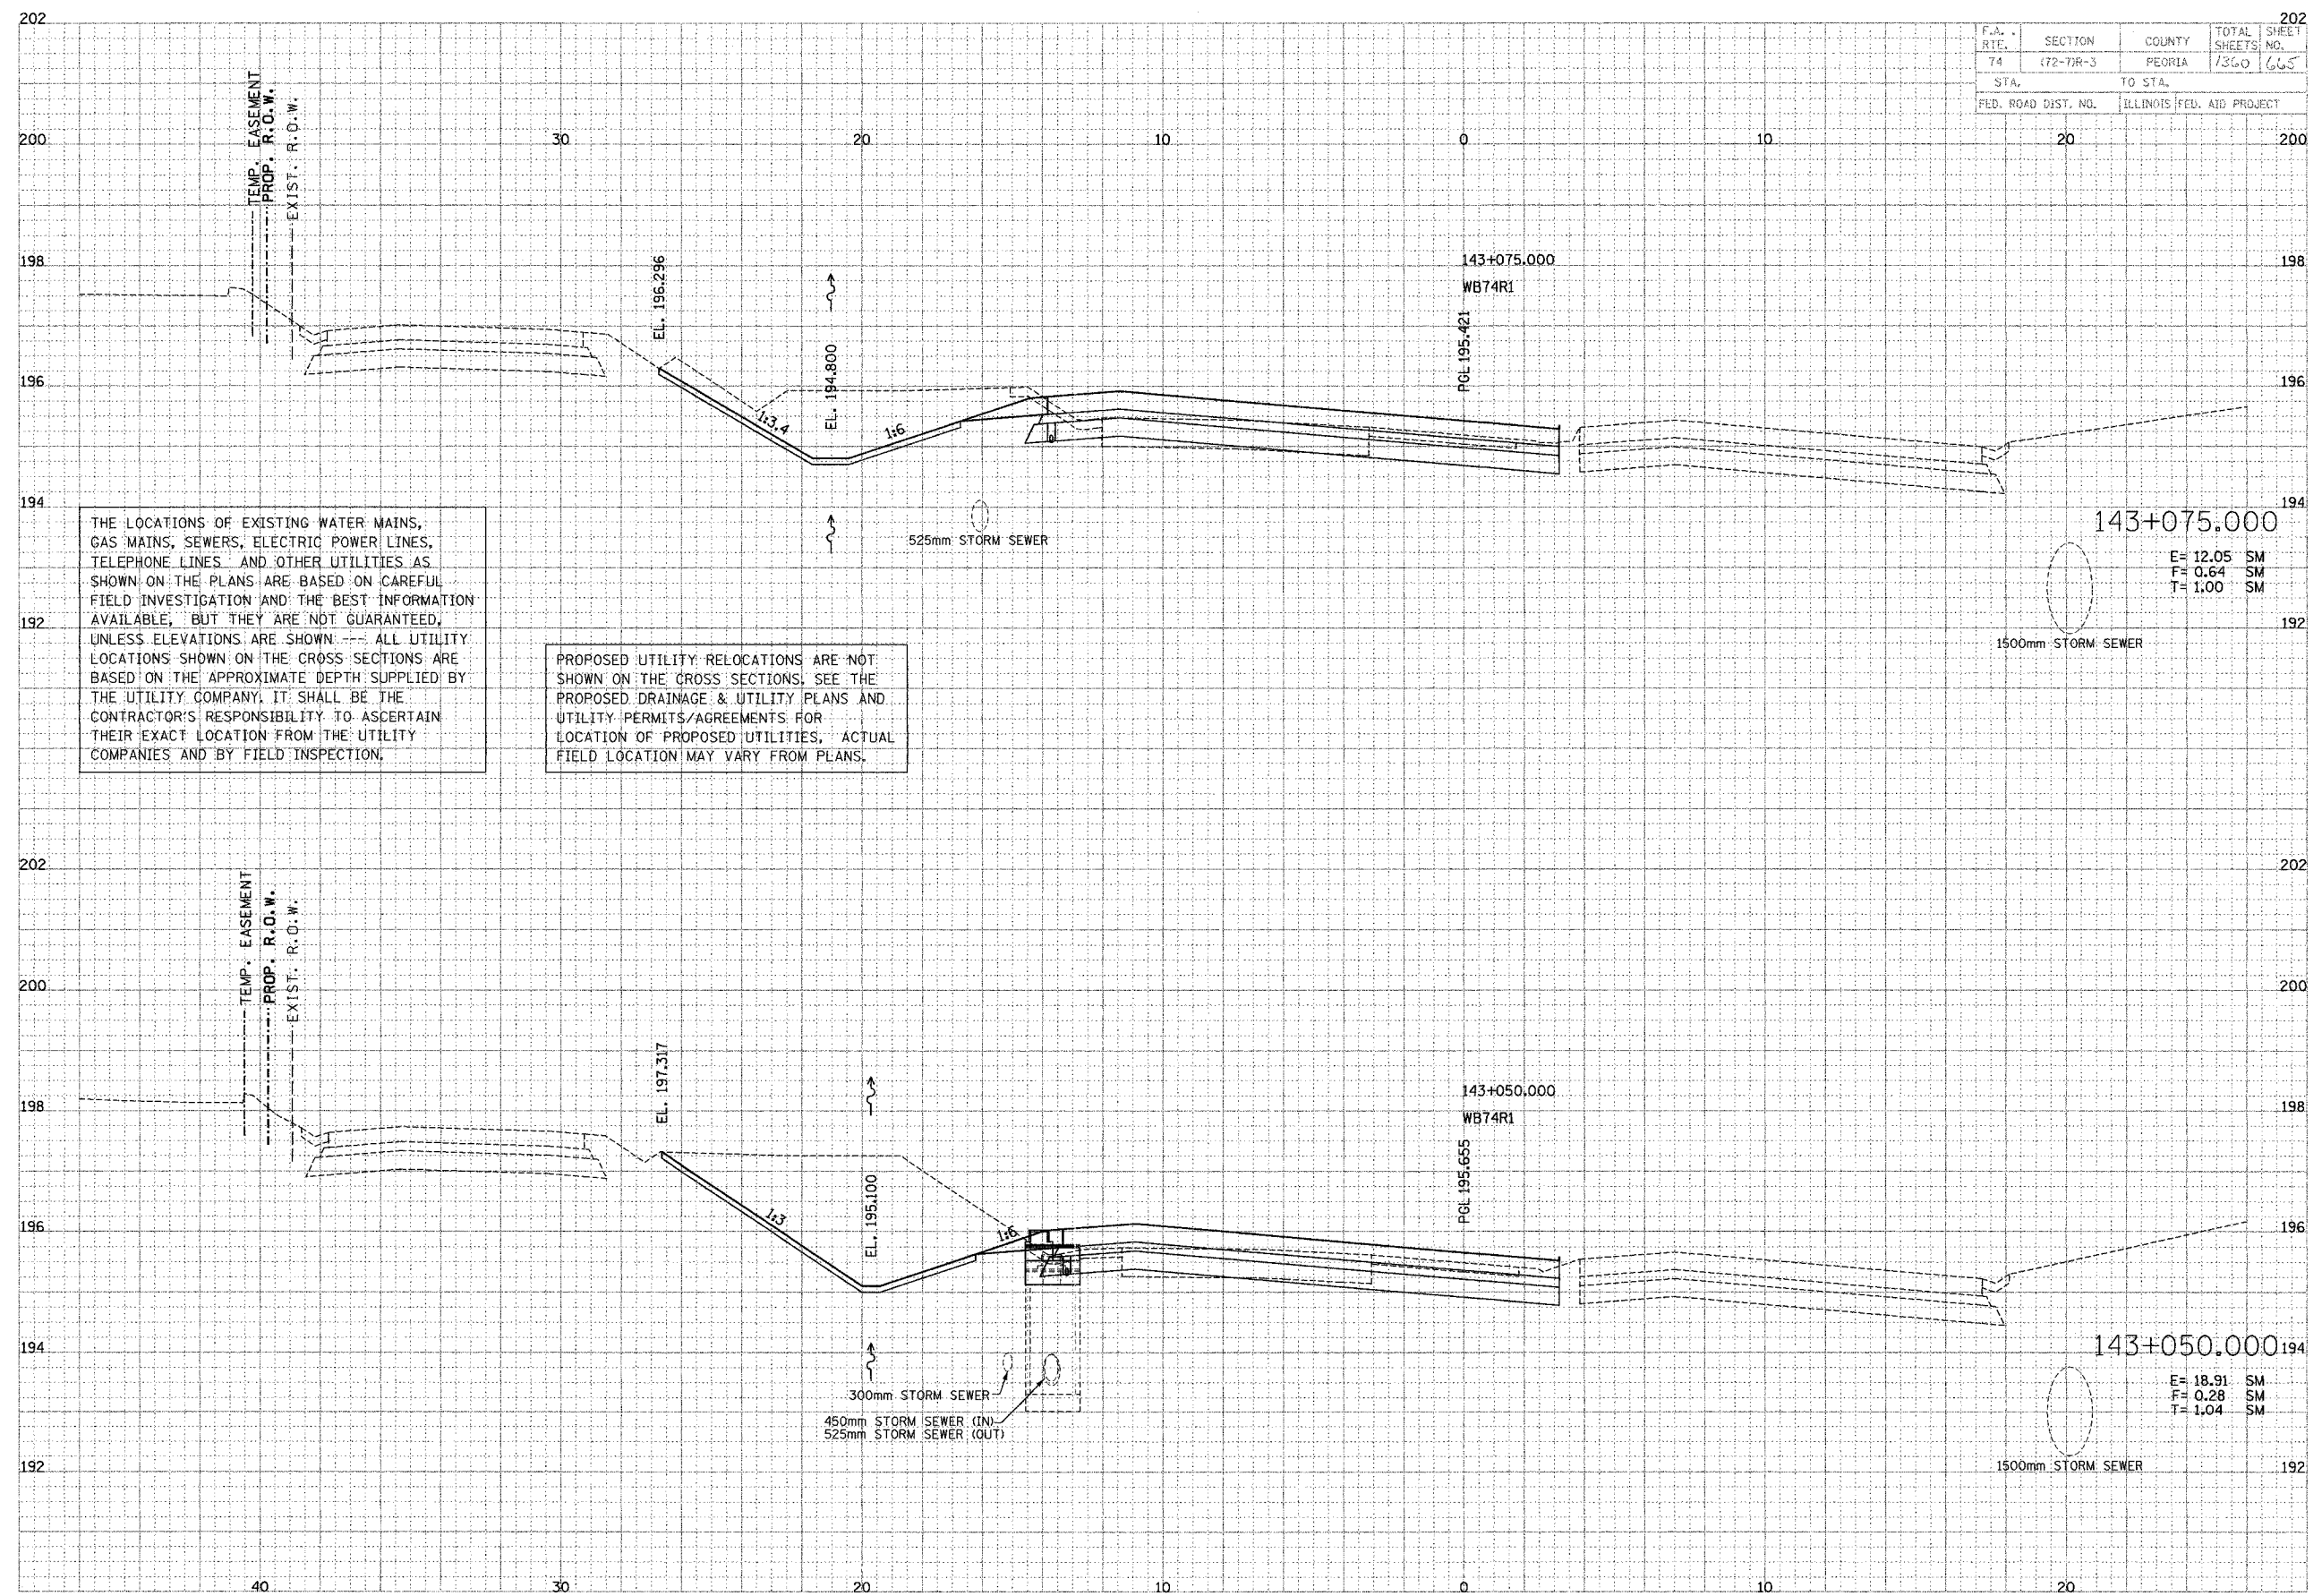 202
202
F.A. RTE.
SECTION
COUNTY
TOTAL SHEETS
SHEET NO.
74
(72-7)R-3
PEORIA
1360
665
STA.
TO STA.
FED. ROAD DIST. NO.
ILLINOIS
FED. AID PROJECT
TEMP. EASEMENT
PROP. R.O.W.
EXIST. R.O.W.
200
30
20
10
0
10
20
200
198
EL. 196.296
143+075.000
198
WB74R1
EL. 194.800
PGL 195.421
196
196
1:3.4
1:6
194
194
525mm STORM SEWER
143+075.000
E= 12.05 SM
F= 0.64 SM
T= 1.00 SM
1500mm STORM SEWER
192
192
THE LOCATIONS OF EXISTING WATER MAINS,
GAS MAINS, SEWERS, ELECTRIC POWER LINES,
TELEPHONE LINES AND OTHER UTILITIES AS
SHOWN ON THE PLANS ARE BASED ON CAREFUL
FIELD INVESTIGATION AND THE BEST INFORMATION
AVAILABLE, BUT THEY ARE NOT GUARANTEED,
UNLESS ELEVATIONS ARE SHOWN --- ALL UTILITY
LOCATIONS SHOWN ON THE CROSS SECTIONS ARE
BASED ON THE APPROXIMATE DEPTH SUPPLIED BY
THE UTILITY COMPANY. IT SHALL BE THE
CONTRACTOR'S RESPONSIBILITY TO ASCERTAIN
THEIR EXACT LOCATION FROM THE UTILITY
COMPANIES AND BY FIELD INSPECTION.
PROPOSED UTILITY RELOCATIONS ARE NOT
SHOWN ON THE CROSS SECTIONS. SEE THE
PROPOSED DRAINAGE & UTILITY PLANS AND
UTILITY PERMITS/AGREEMENTS FOR
LOCATION OF PROPOSED UTILITIES, ACTUAL
FIELD LOCATION MAY VARY FROM PLANS.
202
202
TEMP. EASEMENT
PROP. R.O.W.
EXIST. R.O.W.
200
200
EL. 197.317
198
198
143+050.000
WB74R1
EL. 195.100
PGL 195.655
196
196
1:3
1:6
194
194
143+050.000
300mm STORM SEWER
450mm STORM SEWER (IN)
525mm STORM SEWER (OUT)
E= 18.91 SM
F= 0.28 SM
T= 1.04 SM
1500mm STORM SEWER
192
192
40
30
20
10
0
10
20